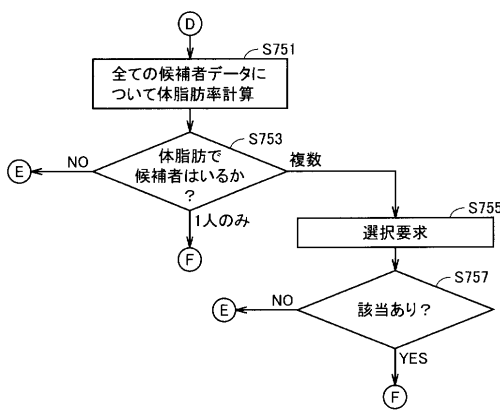 D
S751
全ての候補者データに
ついて体脂肪率計算
S753
体脂肪で
候補者はいるか
?
NO
E
複数
1人のみ
F
S755
選択要求
S757
該当あり?
NO
E
YES
F